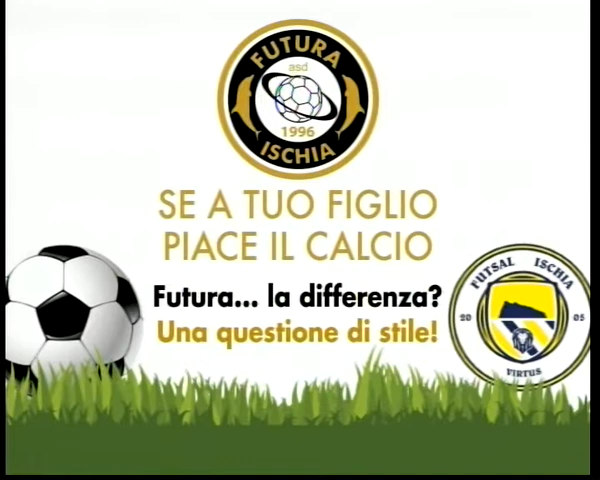 FUTURA
asd
1996
ISCHIA
SE A TUO FIGLIO
PIACE IL CALCIO
Futura... la differenza?
Una questione di stile!
FUTSAL ISCHIA
20 05
VIRTUS